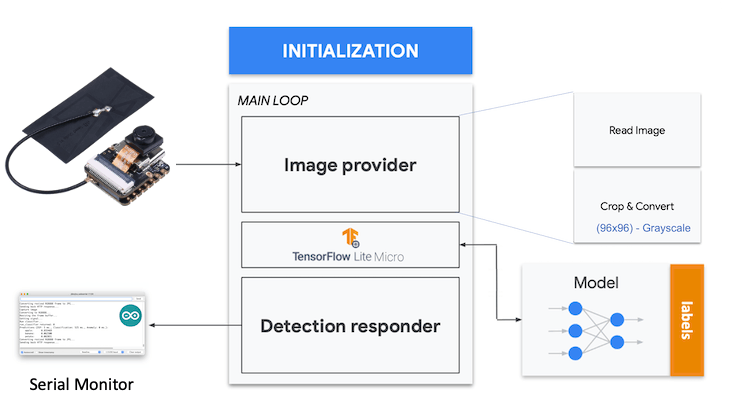 INITIALIZATION
MAIN LOOP
Image provider
Read Image
Crop & Convert
(96x96) - Grayscale
TensorFlow Lite Micro
Model
labels
Detection responder
Serial Monitor